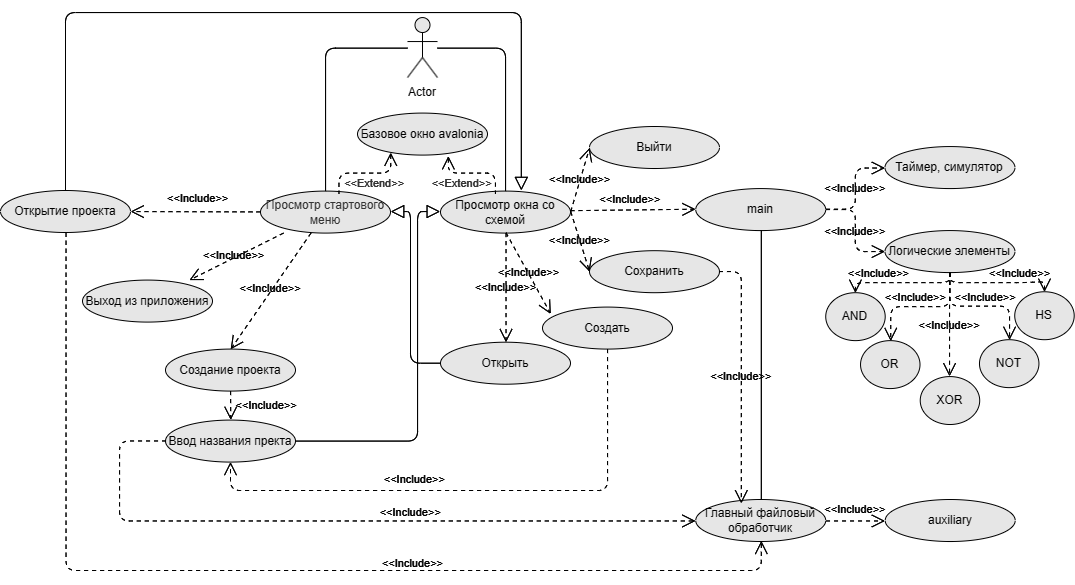 Actor
Базовое окно avalonia
Выйти
<<Extend>>
<<Extend>>
<<Include>>
Таймер, симулятор
<<Include>>
<<Include>>
<<Include>>
Открытие проекта
Просмотр стартового
меню
Просмотр окна со
схемой
main
<<Include>>
<<Include>>
Логические элементы
<<Include>>
<<Include>>
Сохранить
<<Include>>
<<Include>>
<<Include>>
<<Include>>
Выход из приложения
<<Include>>
<<Include>>
<<Include>>
AND
HS
Создать
<<Include>>
OR
NOT
Открыть
Создание проекта
<<Include>>
XOR
<<Include>>
Ввод названия пректа
<<Include>>
<<Include>>
Главный файловый
обработчик
<<Include>>
auxiliary
<<Include>>